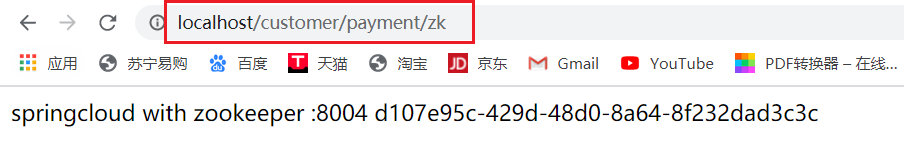 localhost/customer/payment/zk
应用 苏宁易购 百度 T 天猫 淘宝 JD 京东 Gmail YouTube PDF转换器 – 在线...
springcloud with zookeeper :8004 d107e95c-429d-48d0-8a64-8f232dad3c3c